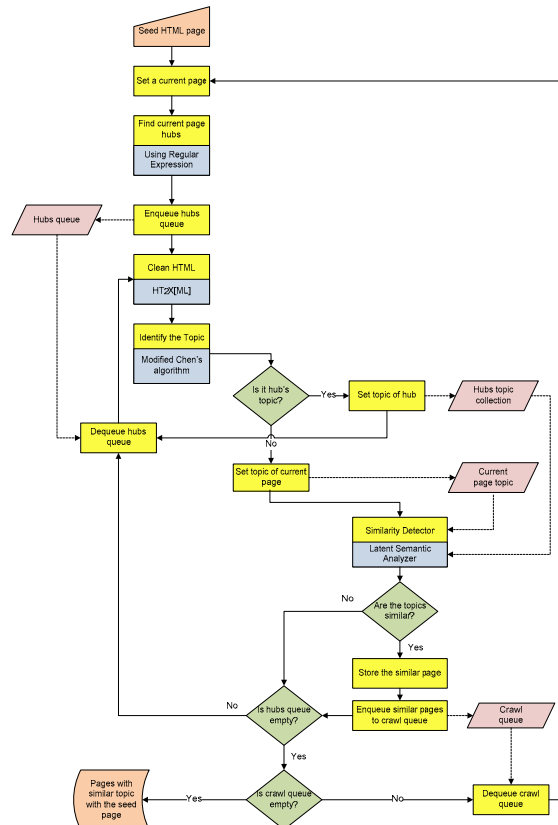 Seed HTML page
Set a current page
Find current page
hubs
Using Regular
Expression
Hubs queue
Enqueue hubs
queue
Clean HTML
HT2X[ML]
Identify the Topic
Modified Chen's
algorithm
Is it hub's
topic?
Yes
Set topic of hub
Hubs topic
collection
Dequeue hubs
queue
No
Set topic of current
page
Current
page topic
Similarity Detector
Latent Semantic
Analyzer
No
Are the topics
similar?
Yes
Store the similar page
No
Is hubs queue
empty?
Enqueue similar pages
to crawl queue
Crawl
queue
Yes
Pages with
similar topic
with the seed
page
Yes
Is crawl queue
empty?
No
Dequeue crawl
queue